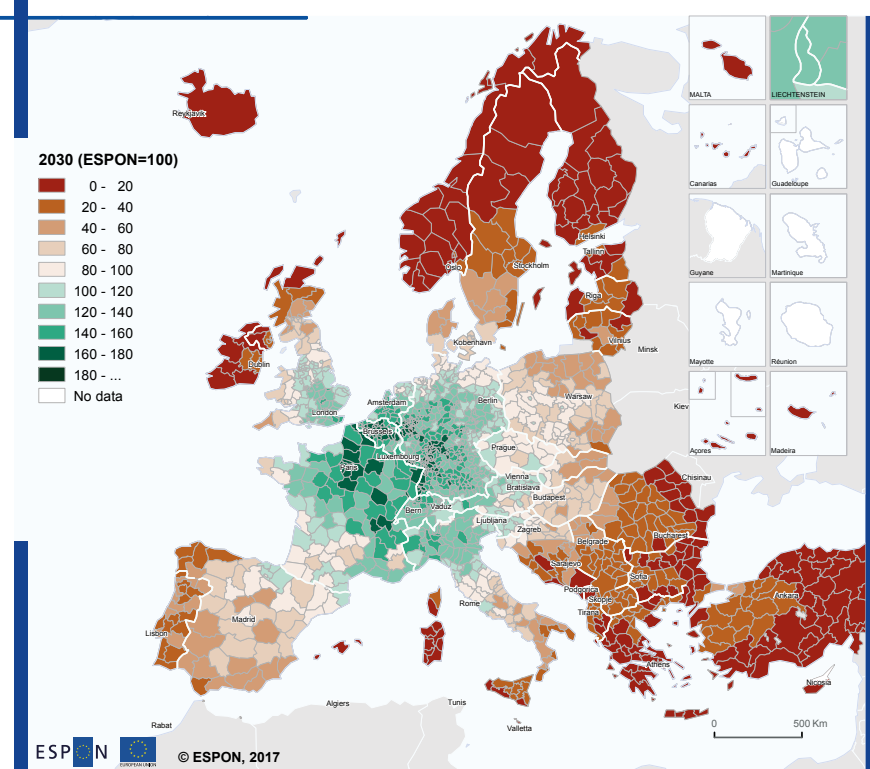 MALTA
LIECHTENSTEIN
Reykjavik
2030 (ESPON=100)
0 - 20
20 - 40
40 - 60
60 - 80
80 - 100
100 - 120
120 - 140
140 - 160
160 - 180
180 - ...
No data
Canarias
Guadeloupe
Guyane
Martinique
Mayotte
Réunion
Açores
Madeira
Helsinki
Tallinn
Oslo
Stockholm
Riga
Vilnius
Minsk
Kobenhavn
Dublin
London
Amsterdam
Berlin
Warsaw
Brussels
Kiev
Luxembourg
Prague
Paris
Vienna
Bratislava
Chisinau
Budapest
Bern
Vaduz
Ljubljana
Zagreb
Belgrade
Bucharest
Sarajevo
Sofia
Podgorica
Skopje
Tirana
Rome
Madrid
Lisbon
Ankara
Athens
Nicosia
Algiers
Tunis
Rabat
Valletta
0 500 Km
ESPON
EUROPEAN UNION
© ESPON, 2017